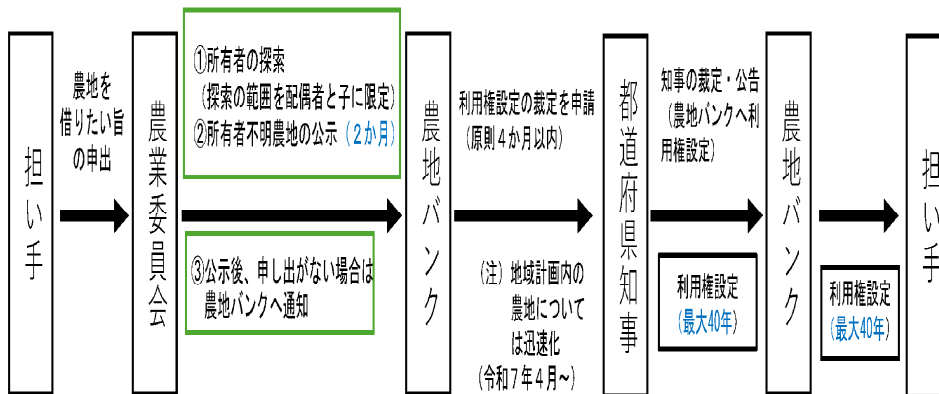 担い手
農地を
借りたい旨
の申出
農業委員会
①所有者の探索
(探索の範囲を配偶者と子に限定)
②所有者不明農地の公示(2か月)
③公示後、申し出がない場合は
農地バンクへ通知
農地バンク
利用権設定の裁定を申請
(原則4か月以内)
(注)地域計画内の
農地について
は迅速化
(令和7年4月~)
都道府県知事
知事の裁定・公告
(農地バンクへ利
用権設定)
利用権設定
(最大40年)
農地バンク
利用権設定
(最大40年)
担い手